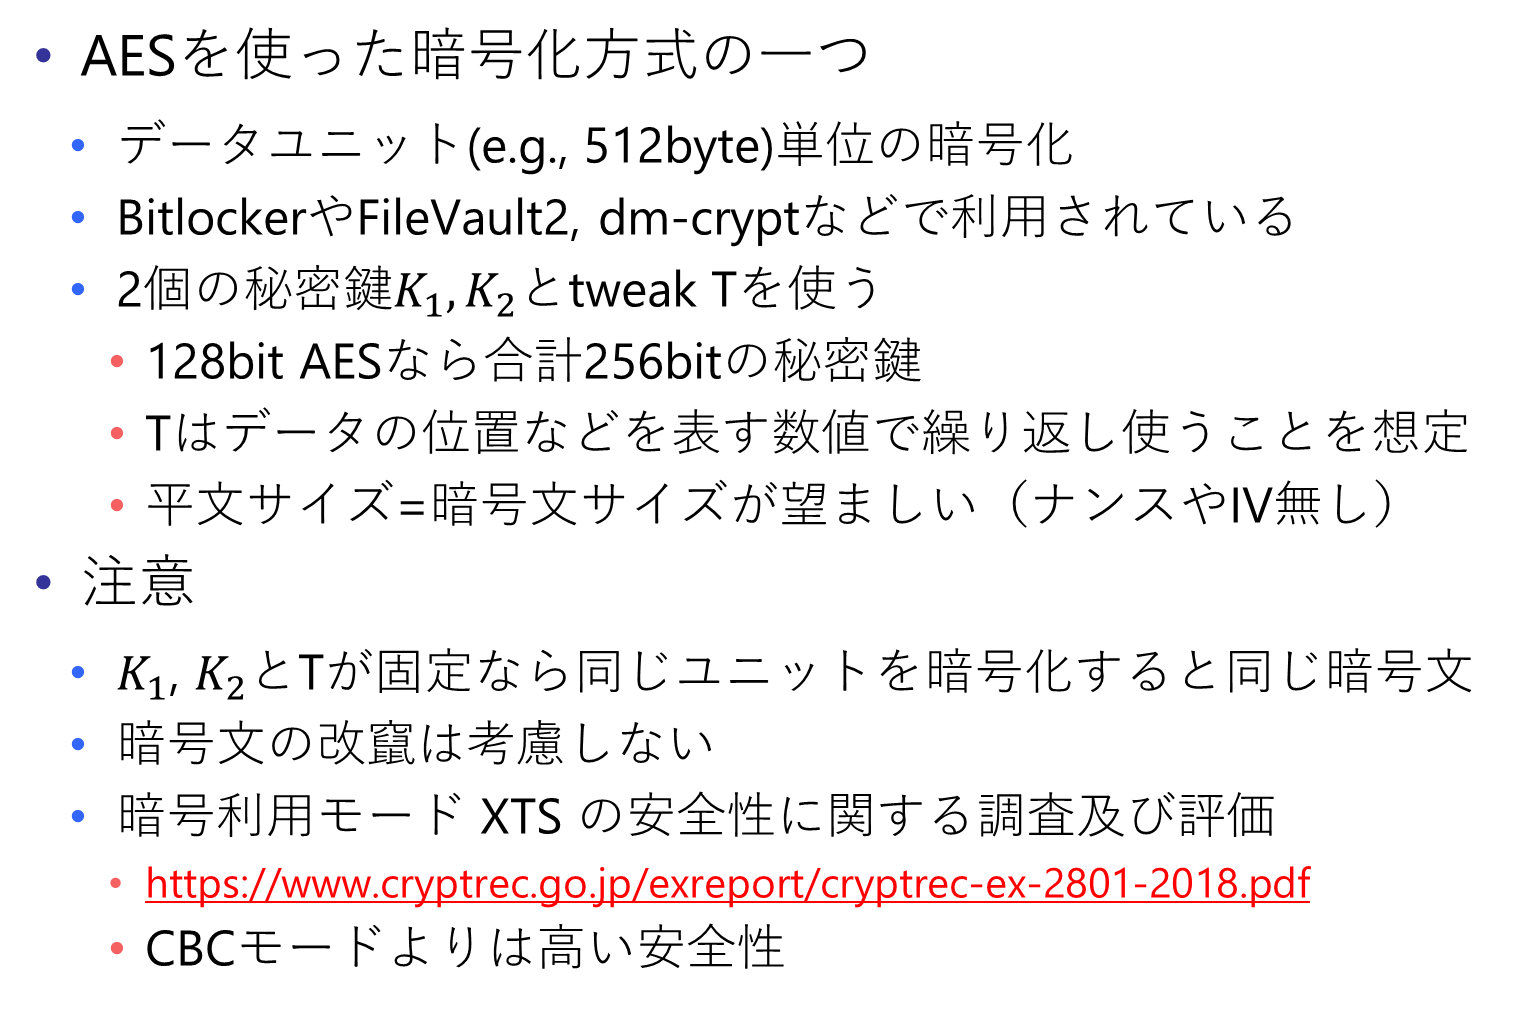 • AESを使った暗号化方式の一つ
• データユニット(e.g., 512byte)単位の暗号化
• BitlockerやFileVault2, dm-cryptなどで利用されている
• 2個の秘密鍵K₁, K₂とtweak Tを使う
• 128bit AESなら合計256bitの秘密鍵
• Tはデータの位置などを表す数値で繰り返し使うことを想定
• 平文サイズ=暗号文サイズが望ましい（ナンスやIV無し）
• 注意
• K₁, K₂とTが固定なら同じユニットを暗号化すると同じ暗号文
• 暗号文の改竄は考慮しない
• 暗号利用モード XTS の安全性に関する調査及び評価
• https://www.cryptrec.go.jp/exreport/cryptrec-ex-2801-2018.pdf
• CBCモードよりは高い安全性